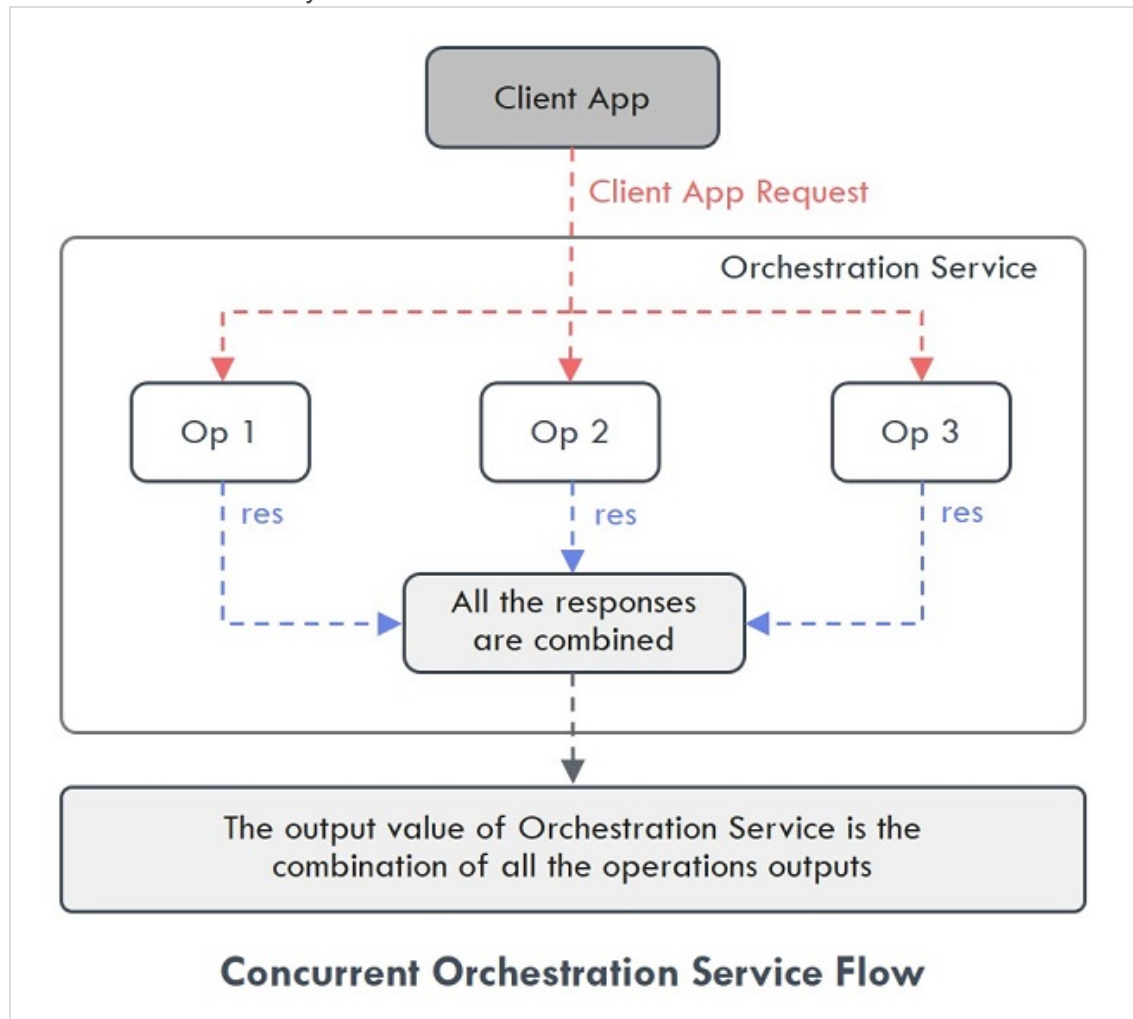 Client App
Client App Request
Orchestration Service
Op 1
Op 2
Op 3
res
res
res
All the responses
are combined
The output value of Orchestration Service is the
combination of all the operations outputs
Concurrent Orchestration Service Flow